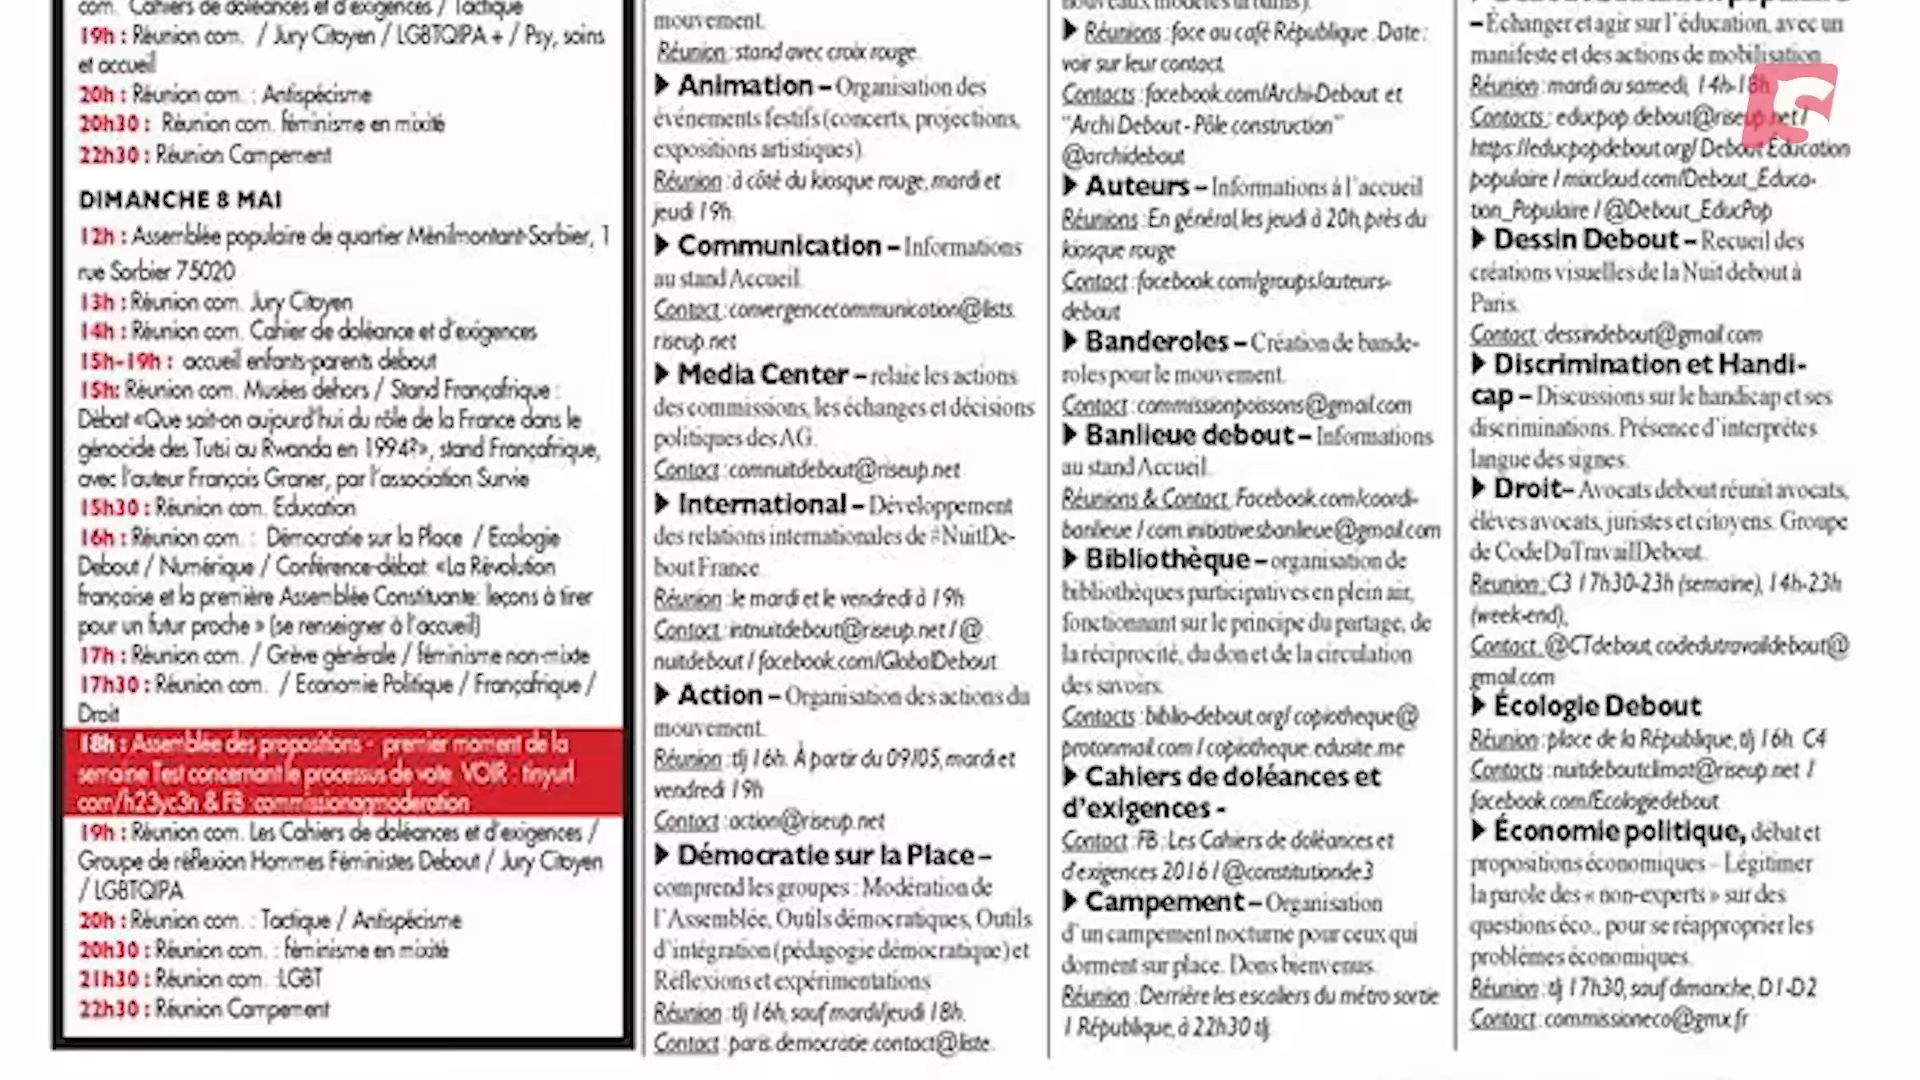 com. Cahiers de doléances et d'exigences / Tactique
19h : Réunion com. / Jury Citoyen / LGBTQIPA + / Psy, soins
et accueil
20h : Réunion com. : Antispécisme
20h30 : Réunion com. féminisme en mixité
22h30 : Réunion Campement
DIMANCHE 8 MAI
12h : Assemblée populaire de quartier Ménilmontant-Sorbier, 1
rue Sorbier 75020
13h : Réunion com. Jury Citoyen
14h : Réunion com. Cahier de doléance et d'exigences
15h-19h : accueil enfants-parents debout
15h: Réunion com. Musées dehors / Stand Françafrique :
Débat «Que sait-on aujourd'hui du rôle de la France dans le
génocide des Tutsi au Rwanda en 1994?», stand Françafrique,
avec l'auteur François Graner, par l'association Survie
15h30 : Réunion com. Education
16h : Réunion com. : Démocratie sur la Place / Ecologie
Debout / Numérique / Conférence-débat «La Révolution
française et la première Assemblée Constituante: leçons à tirer
pour un futur proche » (se renseigner à l'accueil)
17h : Réunion com. / Grève générale / féminisme non-mixte
17h30 : Réunion com. / Economie Politique / Françafrique /
Droit
18h : Assemblée des propositions - premier moment de la
semaine Test concernant le processus de vote. VOIR : tinyurl
com/h23yc3n & FB : commissionagmoderation
19h : Réunion com. Les Cahiers de doléances et d'exigences /
Groupe de réflexion Hommes Féministes Debout / Jury Citoyen
/ LGBTQIPA
20h : Réunion com. : Tactique / Antispécisme
20h30 : Réunion com. : féminisme en mixité
21h30 : Réunion com. :LGBT
22h30 : Réunion Campement
mouvement.
Réunion : stand avec croix rouge.
Animation – Organisation des
événements festifs (concerts, projections,
expositions artistiques).
Réunion : à côté du kiosque rouge, mardi et
jeudi 19h.
Communication – Informations
au stand Accueil.
Contact : convergencecommunication@lists.
riseup.net
Media Center – relaie les actions
des commissions, les échanges et décisions
politiques des AG.
Contact : comnuitdebout@riseup.net
International – Développement
des relations internationales de #NuitDe-
bout France.
Réunion : le mardi et le vendredi à 19h
Contact : intnuitdebout@riseup.net / @
nuitdebout / facebook.com/GlobalDebout
Action – Organisation des actions du
mouvement.
Réunion : tlj 16h. À partir du 09/05, mardi et
vendredi 19h
Contact : action@riseup.net
Démocratie sur la Place –
comprend les groupes : Modération de
l'Assemblée, Outils démocratiques, Outils
d'intégration (pédagogie démocratique) et
Réflexions et expérimentations
Réunion : tlj 16h, sauf mardi/jeudi 18h.
Contact : paris.democratie.contact@liste.
nouveaux modèles urbains).
Réunions : face au café République. Date :
voir sur leur contact.
Contacts : facebook.com/Archi-Debout et
"Archi Debout - Pôle construction"
@archidebout
Auteurs – Informations à l'accueil
Réunions : En général, les jeudi à 20h, près du
kiosque rouge
Contact : facebook.com/groups/auteurs-
debout
Banderoles – Création de bande-
roles pour le mouvement.
Contact : commissionpoissons@gmail.com
Banlieue debout – Informations
au stand Accueil.
Réunions & Contact Facebook.com/coordi-
banlieue / com.initiativesbanlieue@gmail.com
Bibliothèque – organisation de
bibliothèques participatives en plein air,
fonctionnant sur le principe du partage, de
la réciprocité, du don et de la circulation
des savoirs.
Contacts : biblio-debout.org/ copiotheque@
protonmail.com / copiotheque.edusite.me
Cahiers de doléances et
d'exigences -
Contact : FB : Les Cahiers de doléances et
d'exigences 2016 / @constitutionde3
Campement – Organisation
d'un campement nocturne pour ceux qui
dorment sur place. Dons bienvenus.
Réunion : Derrière les escaliers du métro sortie
1 République, à 22h30 tlj.
– Échanger et agir sur l'éducation, avec un
manifeste et des actions de mobilisation
Réunion : mardi au samedi, 14h-18h
Contacts : educpop.debout@riseup.net /
https://educpopdebout.org/ Debout Education
populaire / mixcloud.com/Debout_Educa-
tion_Populaire / @Debout_EducPop
Dessin Debout – Recueil des
créations visuelles de la Nuit debout à
Paris.
Contact : dessindebout@gmail.com
Discrimination et Handi-
cap – Discussions sur le handicap et ses
discriminations. Présence d'interprètes
langue des signes.
Droit– Avocats debout réunit avocats,
élèves avocats, juristes et citoyens. Groupe
de CodeDuTravailDebout.
Réunion : C3 17h30-23h (semaine), 14h-23h
(week-end),
Contact : @CTdebout, codedutravaildebout@
gmail.com
Écologie Debout
Réunion : place de la République, tlj 16h. C4
Contacts : nuitdeboutclimat@riseup.net /
facebook.com/Ecologiedebout
Économie politique, débat et
propositions économiques – Légitimer
la parole des « non-experts » sur des
questions éco., pour se réapproprier les
problèmes économiques.
Réunion : tlj 17h30, sauf dimanche, D1-D2
Contact : commissioneco@gmx.fr